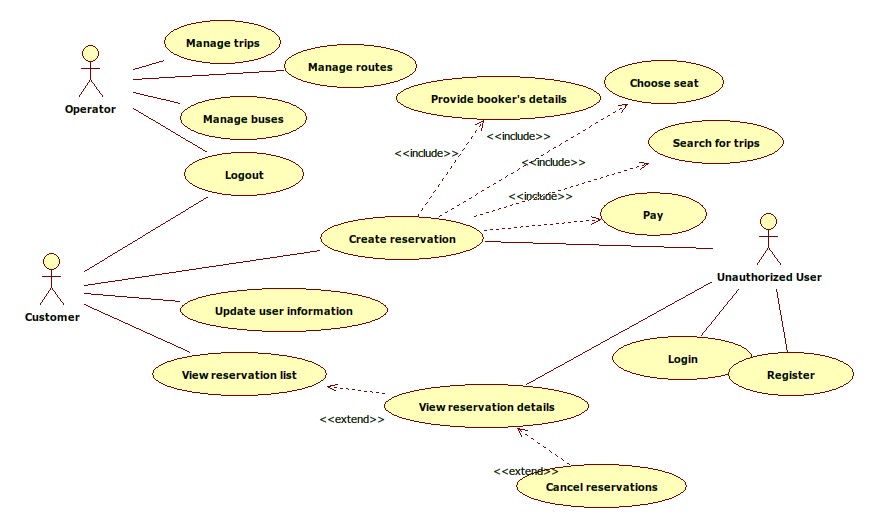 Manage trips
Manage routes
Operator
Manage buses
Logout
Provide booker's details
Choose seat
<<include>>
<<include>>
<<include>>
<<include>>
Search for trips
Pay
Create reservation
Unauthorized User
Customer
Update user information
View reservation list
Login
Register
View reservation details
<<extend>>
<<extend>>
Cancel reservations